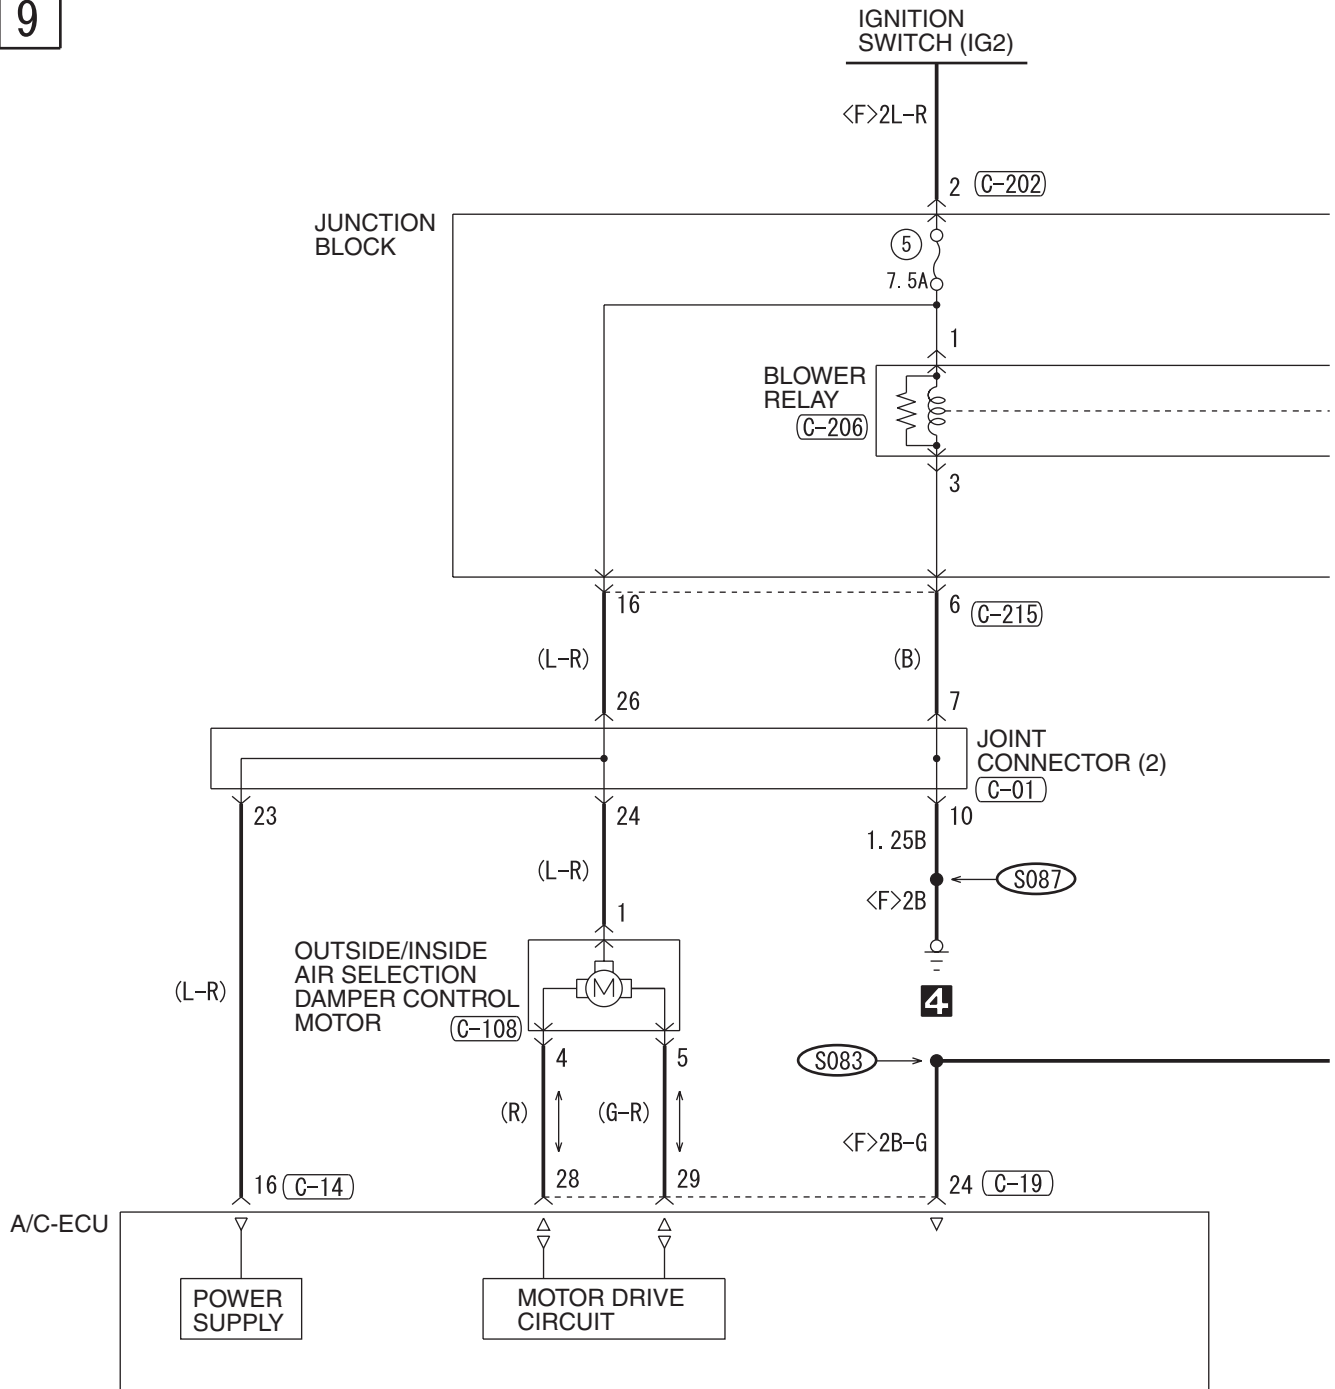 9
IGNITION
SWITCH (IG2)
<F>2L-R
2 C-202
JUNCTION
BLOCK
5
7.5A
1
BLOWER
RELAY
C-206
3
16
6 C-215
(L-R)
(B)
26
7
JOINT
CONNECTOR (2)
C-01
23
24
10
1.25B
(L-R)
S087
<F>2B
1
OUTSIDE/INSIDE
AIR SELECTION
DAMPER CONTROL
MOTOR
C-108
M
(L-R)
4
4
5
S083
(R)
(G-R)
<F>2B-G
16 C-14
28
29
24 C-19
A/C-ECU
POWER
SUPPLY
MOTOR DRIVE
CIRCUIT